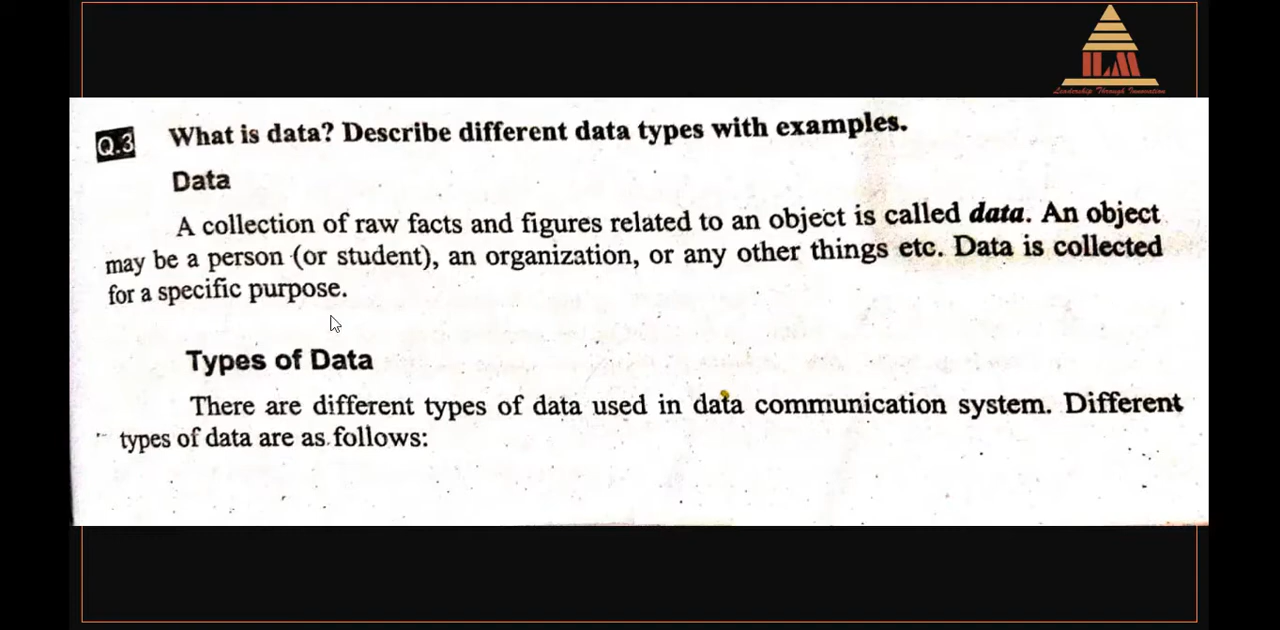 ILM
Leadership Through Innovation
Q.3 What is data? Describe different data types with examples.
Data
A collection of raw facts and figures related to an object is called data. An object
may be a person (or student), an organization, or any other things etc. Data is collected
for a specific purpose.
Types of Data
There are different types of data used in data communication system. Different
types of data are as follows: